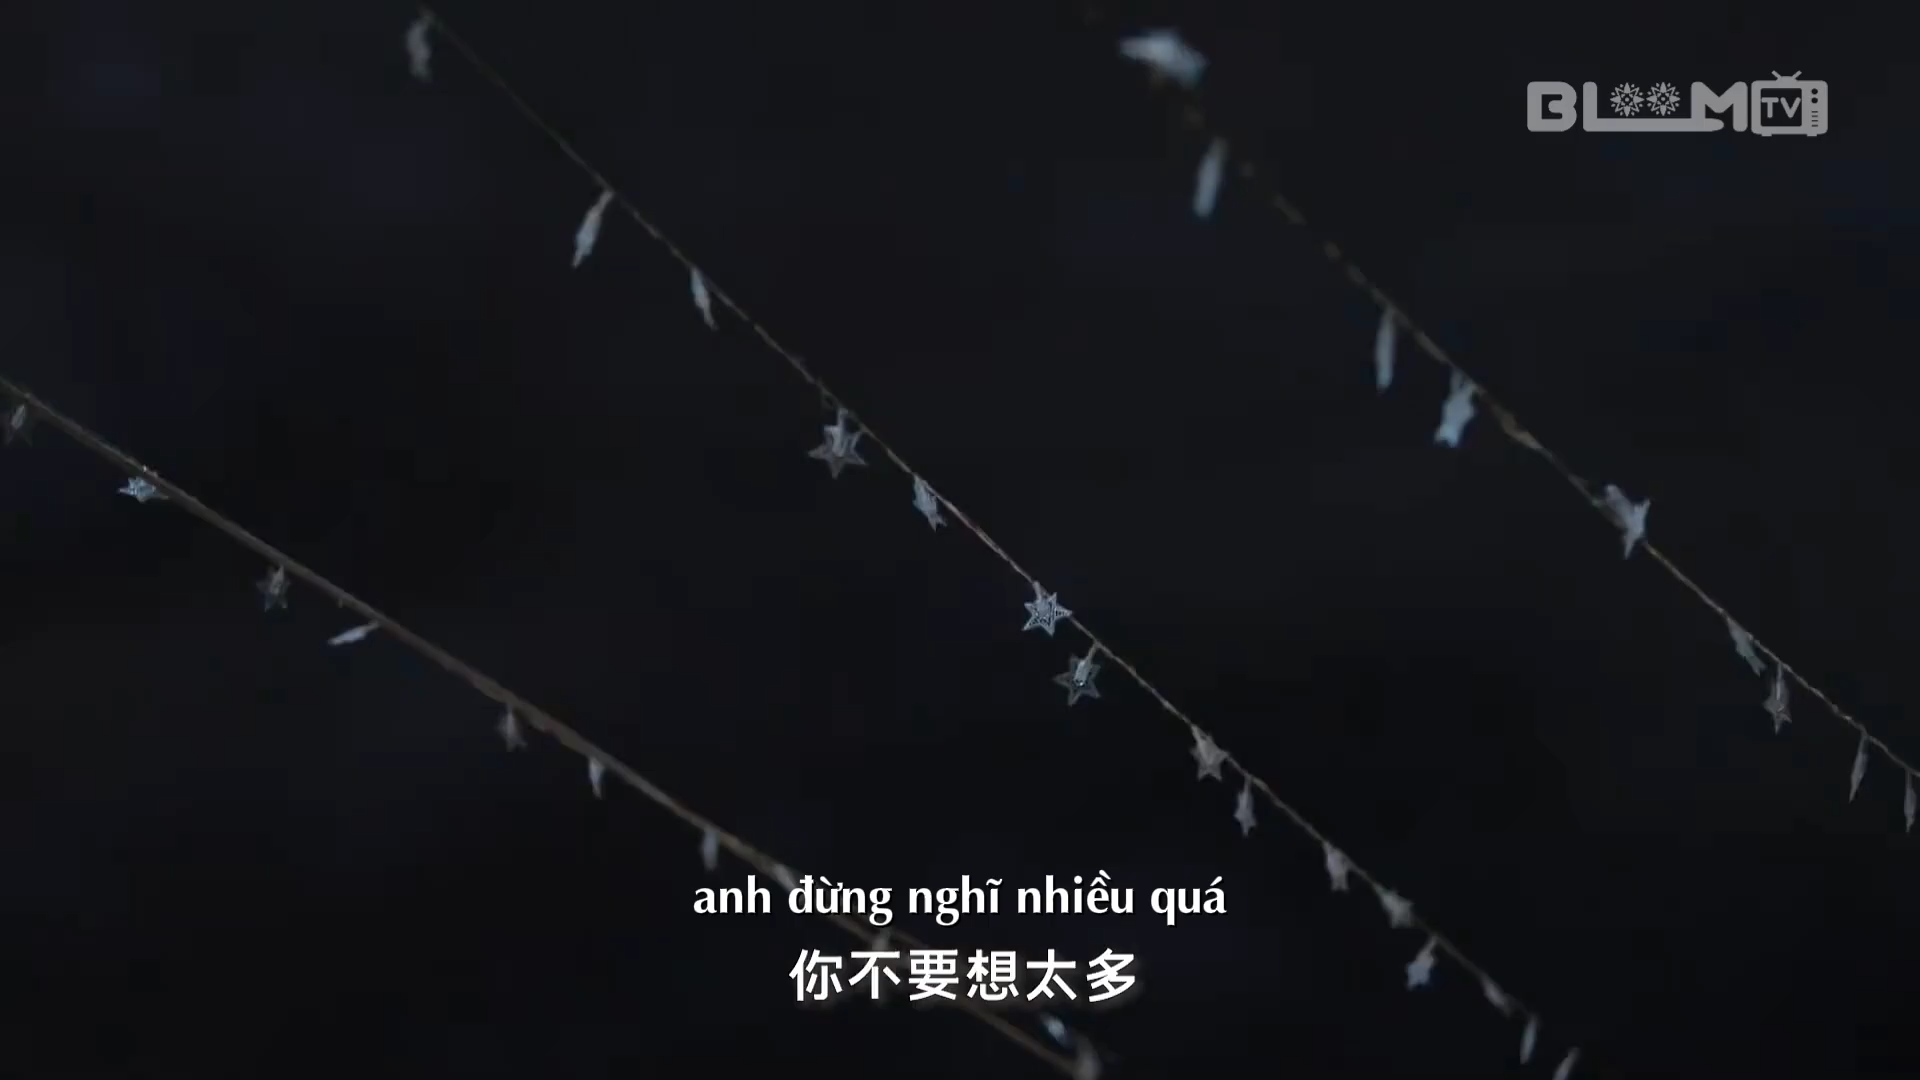 BLOOM TV
anh đừng nghĩ nhiều quá
你不要想太多